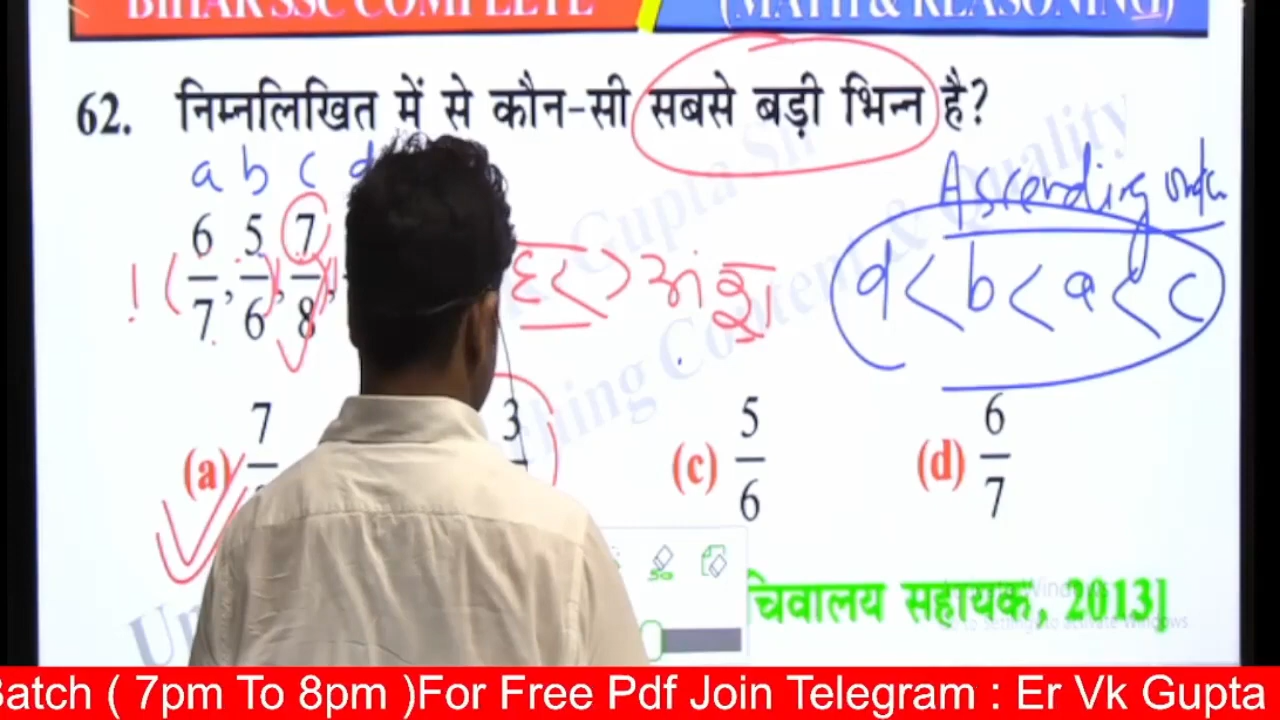 BIHAR SSC COMPLETE (MATH & REASONING)
62. निम्नलिखित में से कौन-सी सबसे बड़ी भिन्न है?
a b c d
Ascending
6/7, 5/6, 7/8,
हर > अंश
d < b < a < c
(a) 7
3
(c) 5/6
(d) 6/7
चिवालय सहायक, 2013]
Batch ( 7pm To 8pm )For Free Pdf Join Telegram : Er Vk Gupta